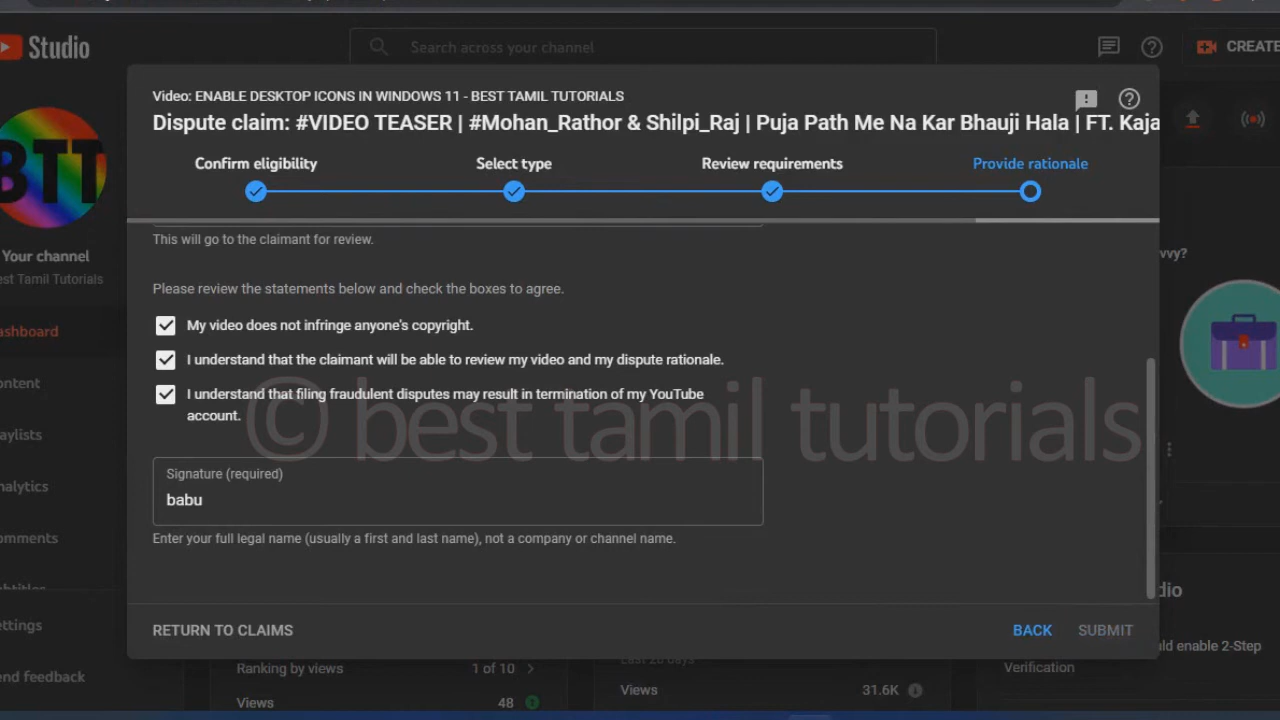 Studio
Search across your channel
CREATE
Video: ENABLE DESKTOP ICONS IN WINDOWS 11 - BEST TAMIL TUTORIALS
Dispute claim: #VIDEO TEASER | #Mohan_Rathor & Shilpi_Raj | Puja Path Me Na Kar Bhauji Hala | FT. Kaja
Confirm eligibility
Select type
Review requirements
Provide rationale
BTT
Your channel
est Tamil Tutorials
ashboard
ontent
aylists
nalytics
omments
ettings
end feedback
This will go to the claimant for review.
Please review the statements below and check the boxes to agree.
My video does not infringe anyone's copyright.
I understand that the claimant will be able to review my video and my dispute rationale.
I understand that filing fraudulent disputes may result in termination of my YouTube
account.
© best tamil tutorials
Signature (required)
babu
Enter your full legal name (usually a first and last name), not a company or channel name.
RETURN TO CLAIMS
BACK
SUBMIT
vvy?
dio
uld enable 2-Step
Verification
Ranking by views
1 of 10
Views
48
Last 28 days
Views
31.6K